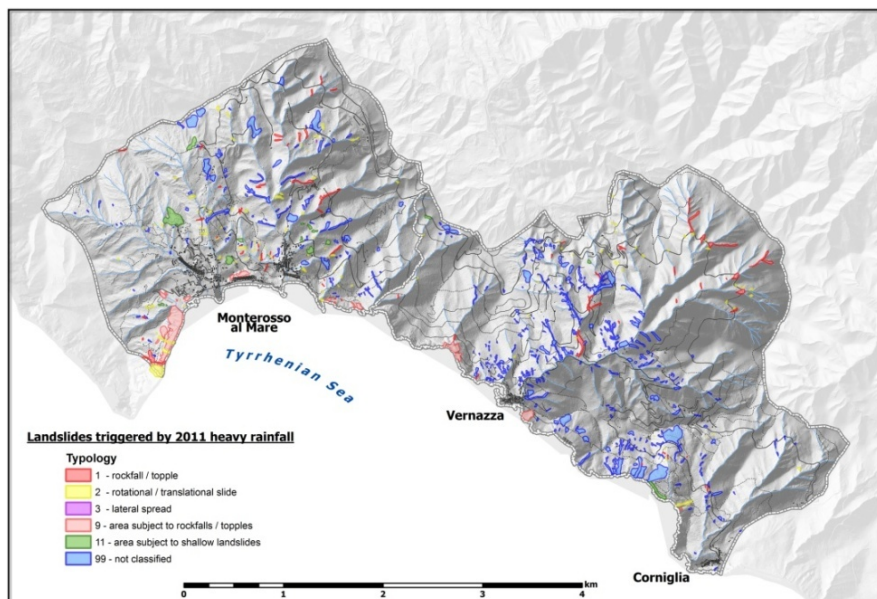 Monterosso
al Mare
Tyrrhenian Sea
Vernazza
Corniglia
Landslides triggered by 2011 heavy rainfall
Typology
1 - rockfall / topple
2 - rotational / translational slide
3 - lateral spread
9 - area subject to rockfalls / topples
11 - area subject to shallow landslides
99 - not classified
km
0 1 2 3 4